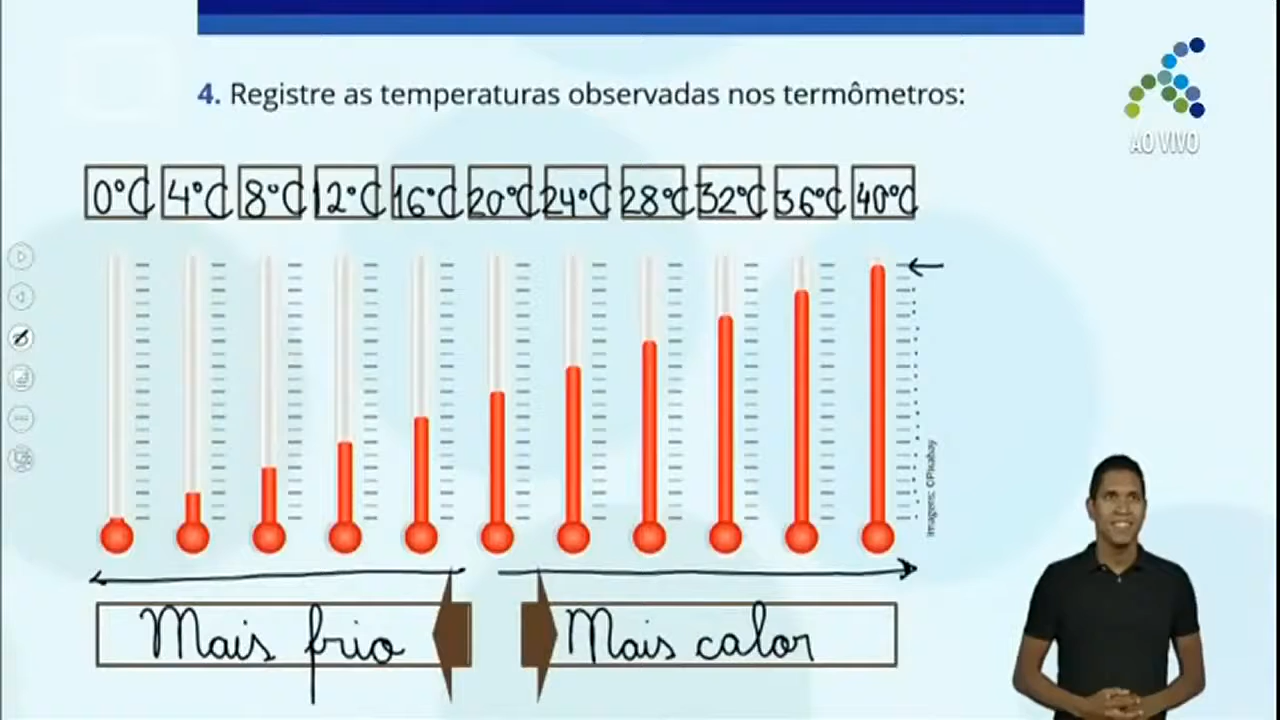 4. Registre as temperaturas observadas nos termômetros:
AO VIVO
0°C 4°C 8°C 12°C 16°C 20°C 24°C 28°C 32°C 36°C 40°C
Imagens: ©Pixabay
Mais frio Mais calor